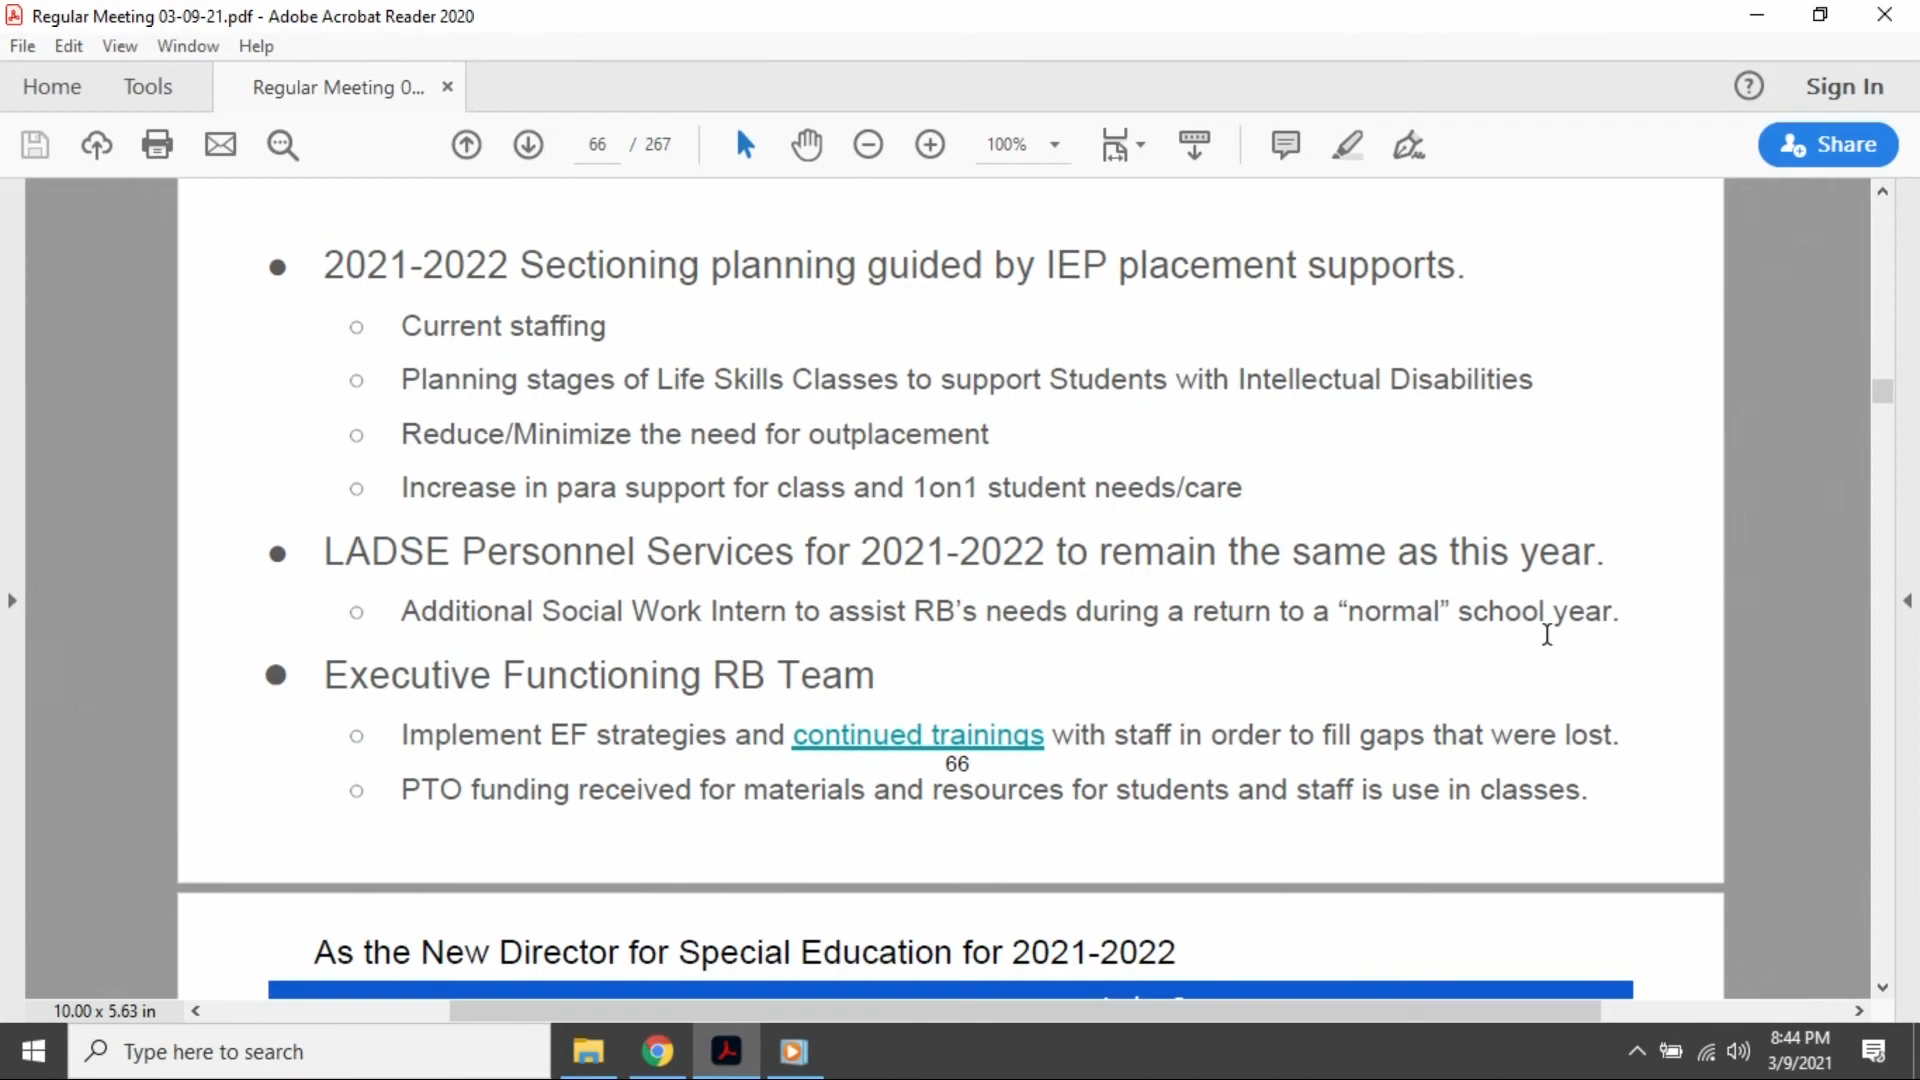 Regular Meeting 03-09-21.pdf - Adobe Acrobat Reader 2020
File Edit View Window Help
Home Tools Regular Meeting 0... × Sign In
66 / 267 100% Share
● 2021-2022 Sectioning planning guided by IEP placement supports.
○ Current staffing
○ Planning stages of Life Skills Classes to support Students with Intellectual Disabilities
○ Reduce/Minimize the need for outplacement
○ Increase in para support for class and 1on1 student needs/care
● LADSE Personnel Services for 2021-2022 to remain the same as this year.
○ Additional Social Work Intern to assist RB’s needs during a return to a “normal” school year.
● Executive Functioning RB Team
○ Implement EF strategies and continued trainings with staff in order to fill gaps that were lost.
66
○ PTO funding received for materials and resources for students and staff is use in classes.
As the New Director for Special Education for 2021-2022
10.00 x 5.63 in
Type here to search
8:44 PM
3/9/2021